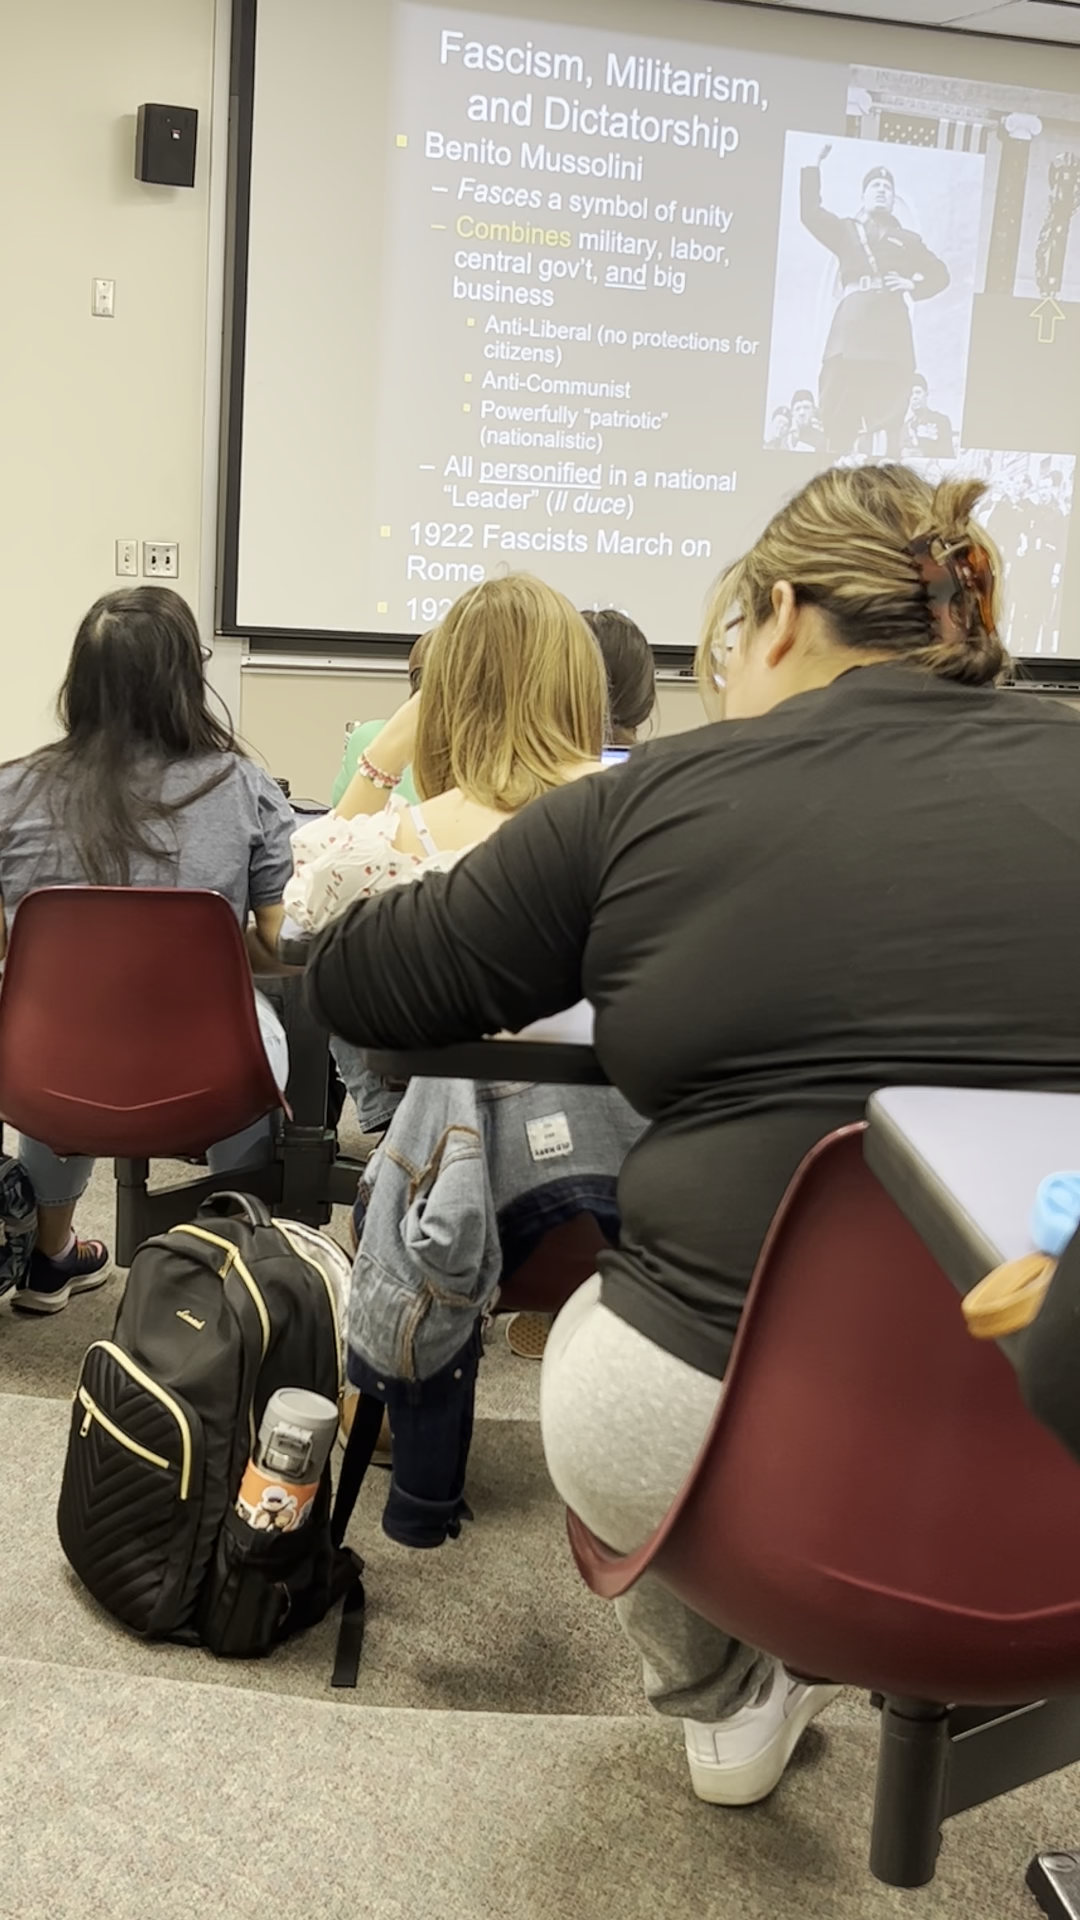 Fascism, Militarism,
and Dictatorship
Benito Mussolini
– Fasces a symbol of unity
– Combines military, labor,
central gov't, and big
business
Anti-Liberal (no protections for
citizens)
Anti-Communist
Powerfully "patriotic"
(nationalistic)
– All personified in a national
"Leader" (Il duce)
1922 Fascists March on
Rome